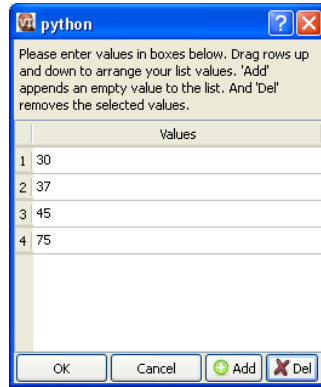 python
Please enter values in boxes below. Drag rows up
and down to arrange your list values. 'Add'
appends an empty value to the list. And 'Del'
removes the selected values.
Values
1 30
2 37
3 45
4 75
OK Cancel Add Del